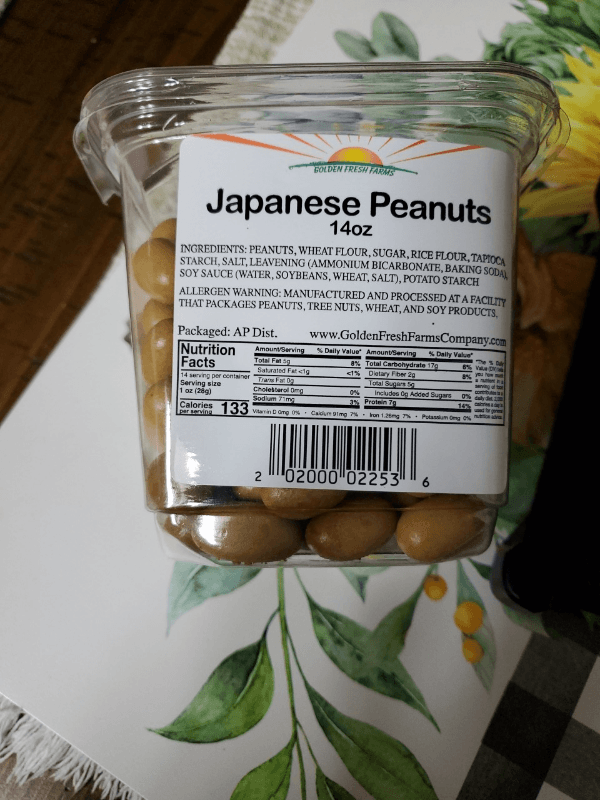 GOLDEN FRESH FARMS
Japanese Peanuts
14oz
INGREDIENTS: PEANUTS, WHEAT FLOUR, SUGAR, RICE FLOUR, TAPIOCA
STARCH, SALT, LEAVENING (AMMONIUM BICARBONATE, BAKING SODA),
SOY SAUCE (WATER, SOYBEANS, WHEAT, SALT), POTATO STARCH
ALLERGEN WARNING: MANUFACTURED AND PROCESSED AT A FACILITY
THAT PACKAGES PEANUTS, TREE NUTS, WHEAT, AND SOY PRODUCTS.
Packaged: AP Dist. www.GoldenFreshFarmsCompany.com
Nutrition Facts
14 serving per container
Serving size
1 oz (28g)
Calories per serving 133
Amount/Serving % Daily Value* Amount/Serving % Daily Value*
Total Fat 5g 8% Total Carbohydrate 17g 6%
Saturated Fat <1g <1% Dietary Fiber 2g 8%
Trans Fat 0g Total Sugars 5g
Cholesterol 0mg 0% Includes 0g Added Sugars 0%
Sodium 71mg 3% Protein 7g 14%
Vitamin D 0mg 0% • Calcium 91mg 7% • Iron 1.26mg 7% • Potassium 0mg 0%
2 02000 02253 6